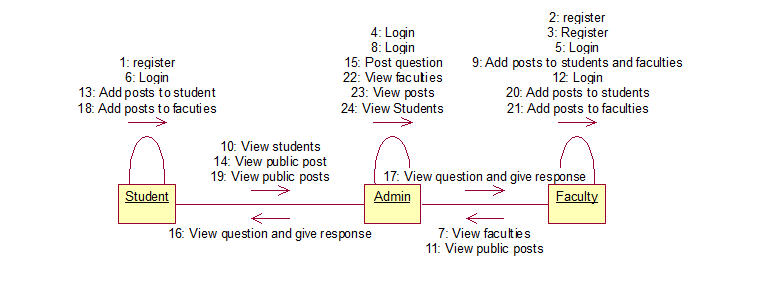 1: register
6: Login
13: Add posts to student
18: Add posts to facuties
4: Login
8: Login
15: Post question
22: View faculties
23: View posts
24: View Students
2: register
3: Register
5: Login
9: Add posts to students and faculties
12: Login
20: Add posts to students
21: Add posts to faculties
10: View students
14: View public post
19: View public posts
17: View question and give response
Student
Admin
Faculty
16: View question and give response
7: View faculties
11: View public posts